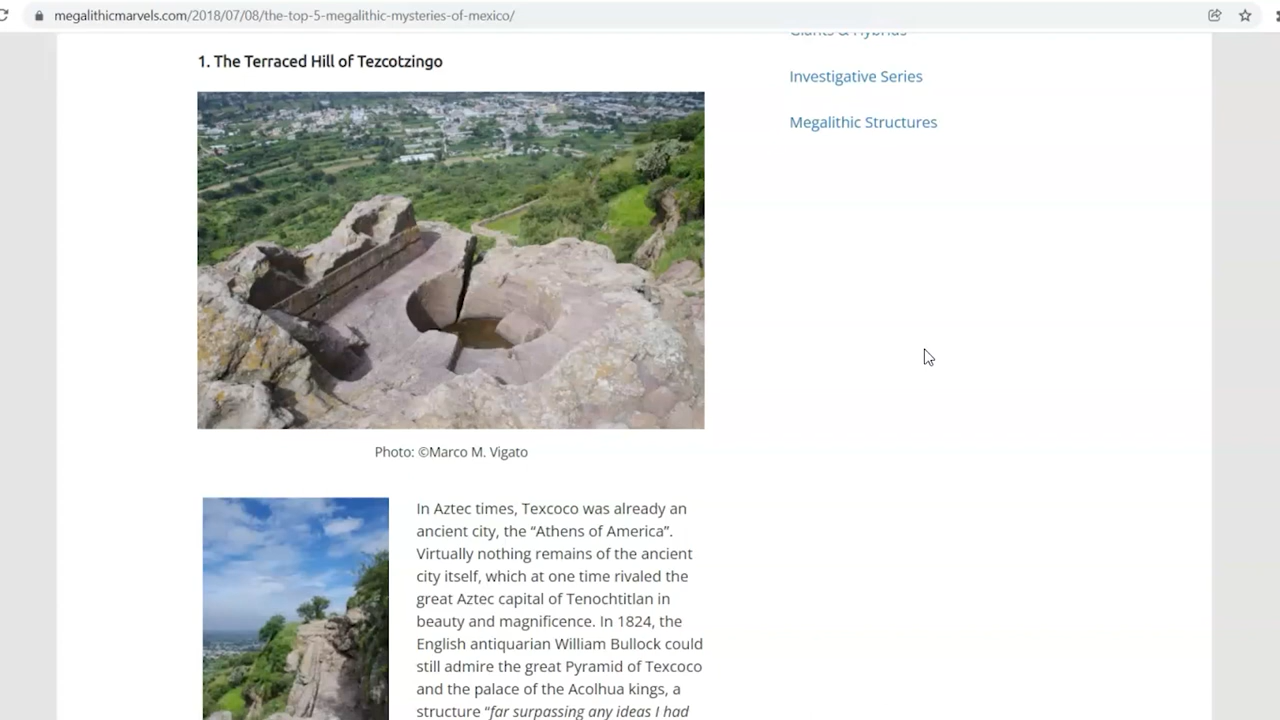 megalithicmarvels.com/2018/07/08/the-top-5-megalithic-mysteries-of-mexico/
Giants & Hybrids
1. The Terraced Hill of Tezcotzingo
Investigative Series
Megalithic Structures
Photo: ©Marco M. Vigato
In Aztec times, Texcoco was already an
ancient city, the “Athens of America”.
Virtually nothing remains of the ancient
city itself, which at one time rivaled the
great Aztec capital of Tenochtitlan in
beauty and magnificence. In 1824, the
English antiquarian William Bullock could
still admire the great Pyramid of Texcoco
and the palace of the Acolhua kings, a
structure “far surpassing any ideas I had